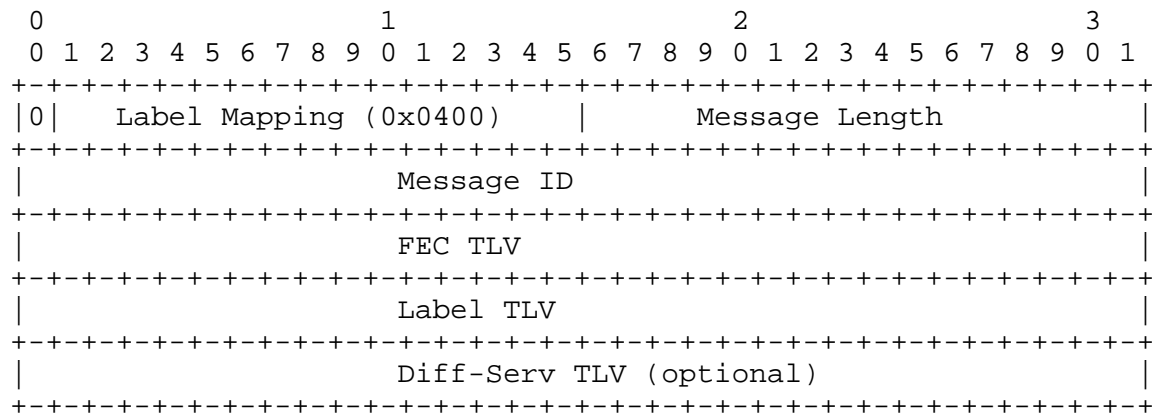 0                   1                   2                   3
 0 1 2 3 4 5 6 7 8 9 0 1 2 3 4 5 6 7 8 9 0 1 2 3 4 5 6 7 8 9 0 1
+-+-+-+-+-+-+-+-+-+-+-+-+-+-+-+-+-+-+-+-+-+-+-+-+-+-+-+-+-+-+-+-+
|0|   Label Mapping (0x0400)    |      Message Length           |
+-+-+-+-+-+-+-+-+-+-+-+-+-+-+-+-+-+-+-+-+-+-+-+-+-+-+-+-+-+-+-+-+
|                     Message ID                                |
+-+-+-+-+-+-+-+-+-+-+-+-+-+-+-+-+-+-+-+-+-+-+-+-+-+-+-+-+-+-+-+-+
|                     FEC TLV                                   |
+-+-+-+-+-+-+-+-+-+-+-+-+-+-+-+-+-+-+-+-+-+-+-+-+-+-+-+-+-+-+-+-+
|                     Label TLV                                 |
+-+-+-+-+-+-+-+-+-+-+-+-+-+-+-+-+-+-+-+-+-+-+-+-+-+-+-+-+-+-+-+-+
|                     Diff-Serv TLV (optional)                  |
+-+-+-+-+-+-+-+-+-+-+-+-+-+-+-+-+-+-+-+-+-+-+-+-+-+-+-+-+-+-+-+-+